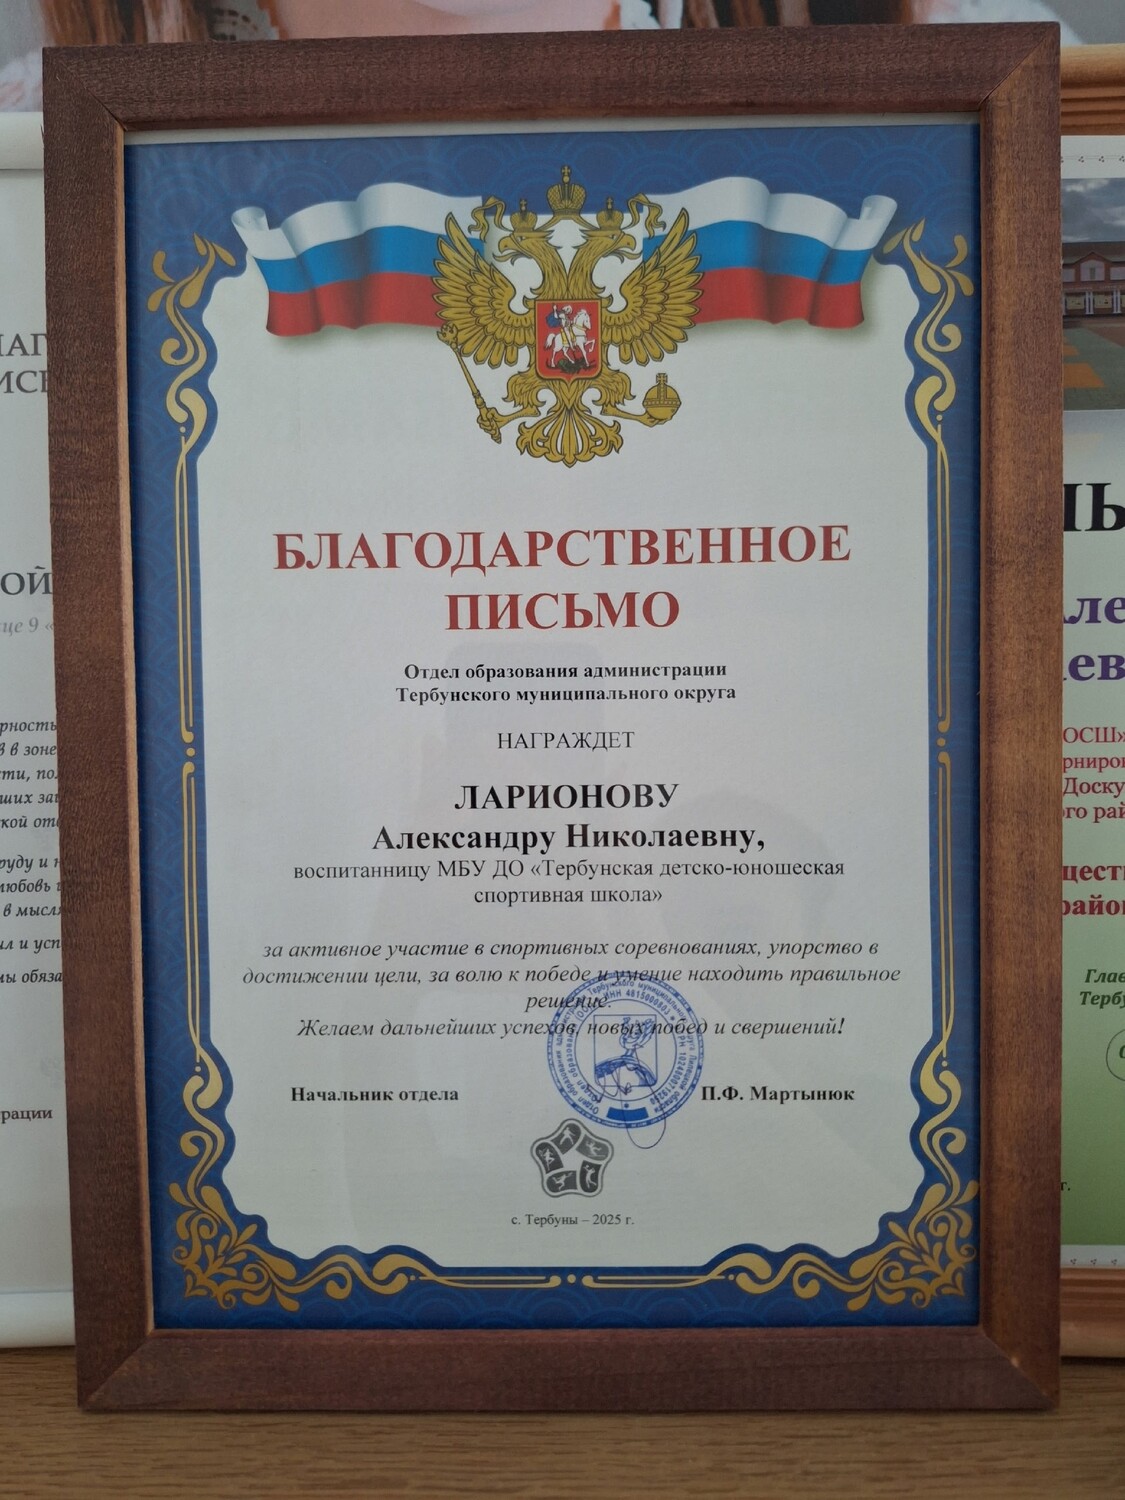 БЛАГОДАРСТВЕННОЕ
ПИСЬМО
Отдел образования администрации
Тербунского муниципального округа
НАГРАЖДЕТ
ЛАРИОНОВУ
Александру Николаевну,
воспитанницу МБУ ДО «Тербунская детско-юношеская
спортивная школа»
за активное участие в спортивных соревнованиях, упорство в
достижении цели, за волю к победе и умение находить правильное
решение.
Желаем дальнейших успехов, новых побед и свершений!
Начальник отдела П.Ф. Мартынюк
с. Тербуны – 2025 г.